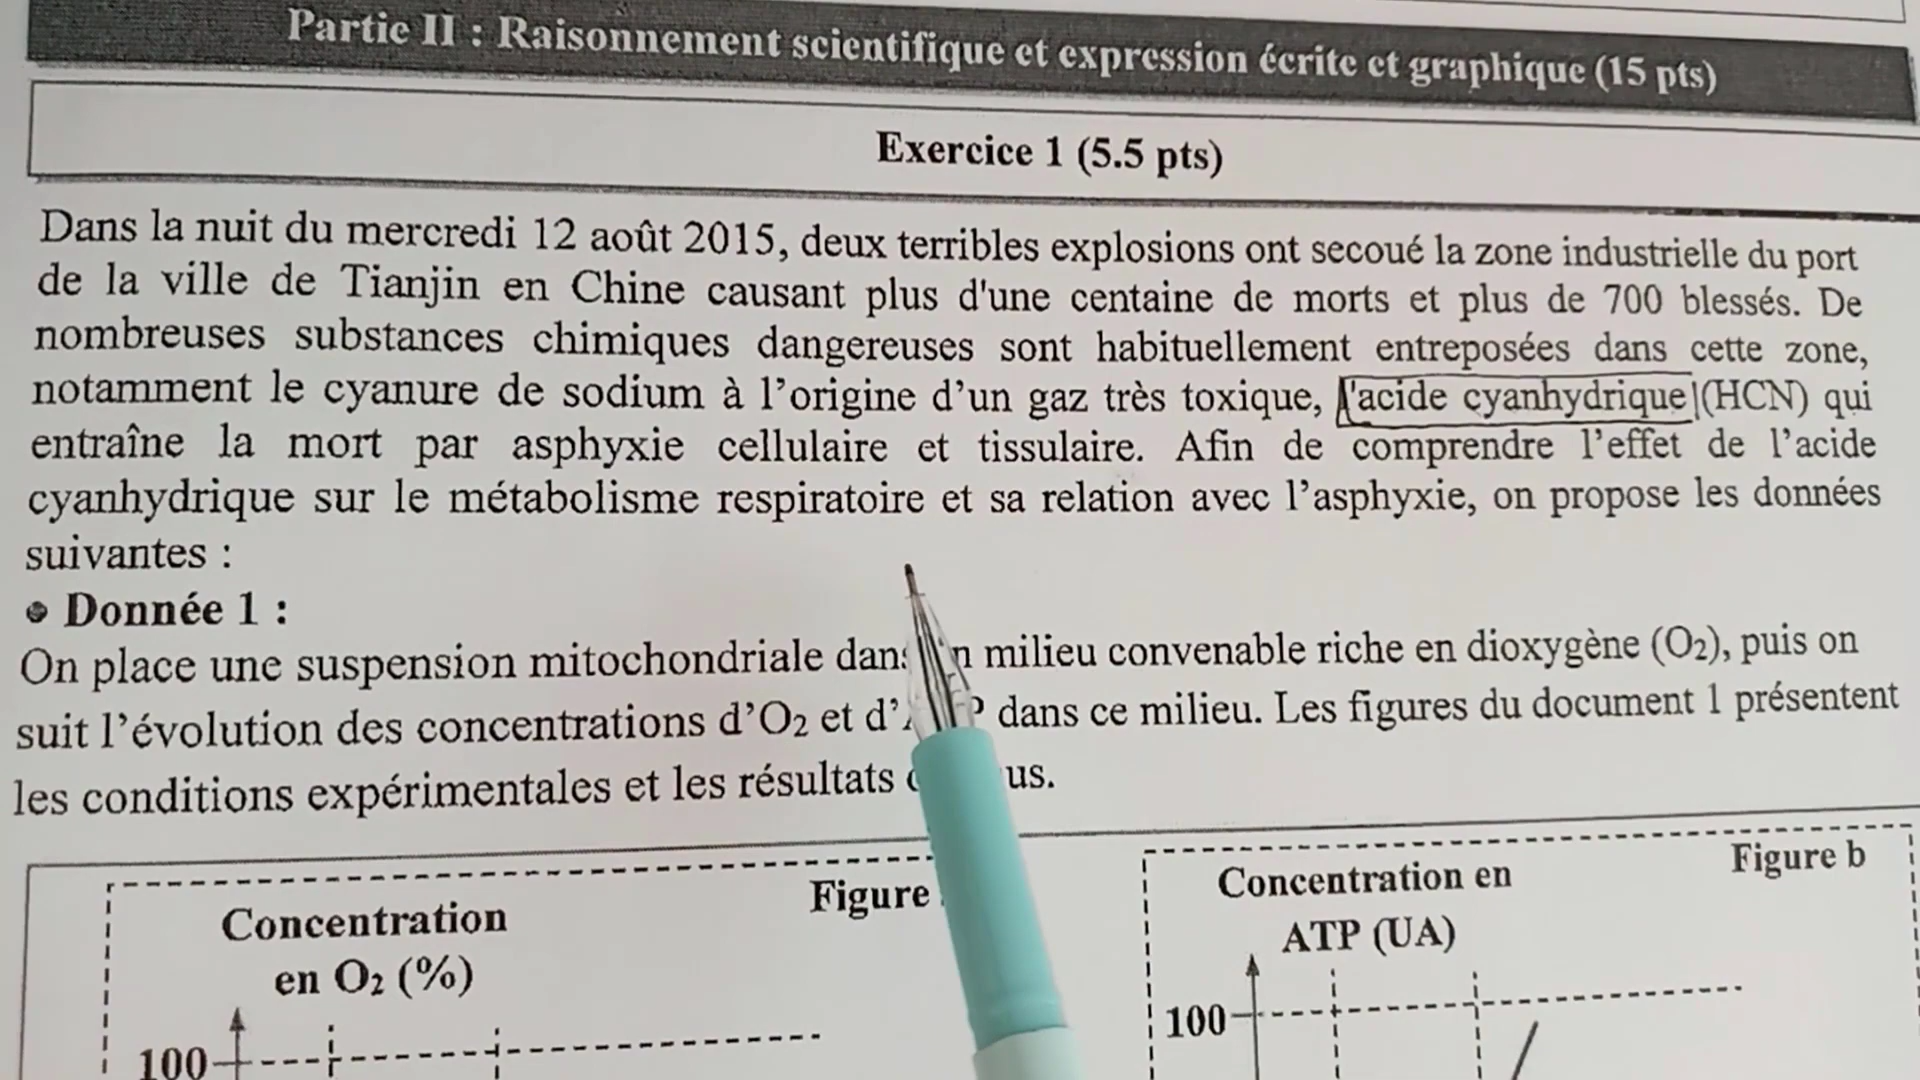 Partie II : Raisonnement scientifique et expression écrite et graphique (15 pts)
Exercice 1 (5.5 pts)
Dans la nuit du mercredi 12 août 2015, deux terribles explosions ont secoué la zone industrielle du port
de la ville de Tianjin en Chine causant plus d'une centaine de morts et plus de 700 blessés. De
nombreuses substances chimiques dangereuses sont habituellement entreposées dans cette zone,
notamment le cyanure de sodium à l'origine d'un gaz très toxique, l'acide cyanhydrique (HCN) qui
entraîne la mort par asphyxie cellulaire et tissulaire. Afin de comprendre l'effet de l'acide
cyanhydrique sur le métabolisme respiratoire et sa relation avec l'asphyxie, on propose les données
suivantes :
• Donnée 1 :
On place une suspension mitochondriale dans milieu convenable riche en dioxygène (O₂), puis on
suit l'évolution des concentrations d'O₂ et dans ce milieu. Les figures du document 1 présentent
les conditions expérimentales et les résultats
Figure b
Concentration en
ATP (UA)
Figure
Concentration
en O₂ (%)
100
100